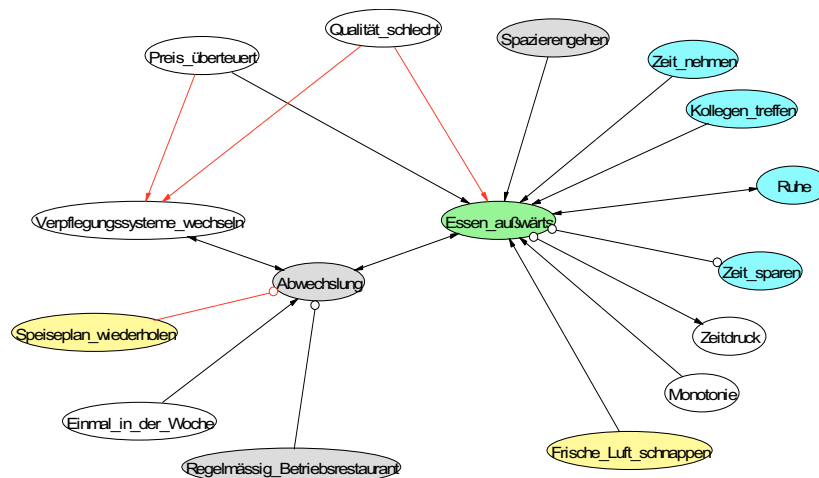 Qualität_schlecht
Spazierengehen
Preis_überteuert
Zeit_nehmen
Kollegen_treffen
Ruhe
Verpflegungssysteme_wechseln
Essen_außwärts
Zeit_sparen
Abwechslung
Speiseplan_wiederholen
Zeitdruck
Monotonie
Einmal_in_der_Woche
Frische_Luft_schnappen
Regelmässig_Betriebsrestaurant